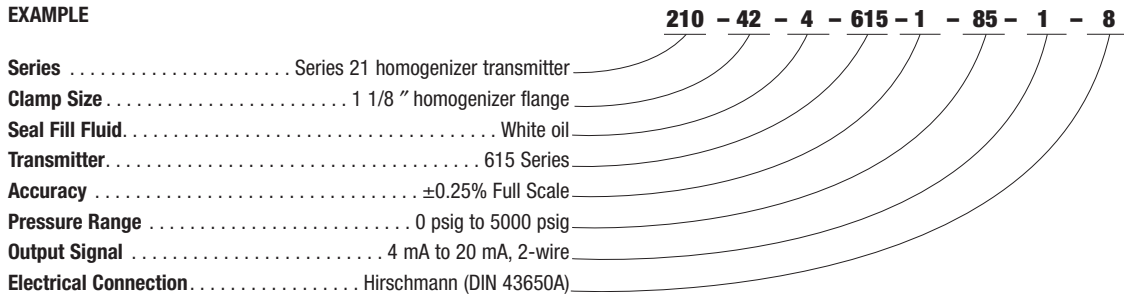 EXAMPLE 210 – 42 – 4 – 615 – 1 – 85 – 1 – 8
Series . . . . . . . . . . . . . . . . . . . . . . Series 21 homogenizer transmitter
Clamp Size . . . . . . . . . . . . . . . . . . . . . . . 1 1/8 ″ homogenizer flange
Seal Fill Fluid. . . . . . . . . . . . . . . . . . . . . . . . . . . . . . . . . . . . White oil
Transmitter. . . . . . . . . . . . . . . . . . . . . . . . . . . . . . . . . . . 615 Series
Accuracy . . . . . . . . . . . . . . . . . . . . . . . . . . . . . . . ±0.25% Full Scale
Pressure Range . . . . . . . . . . . . . . . . . . . . . . . . . 0 psig to 5000 psig
Output Signal . . . . . . . . . . . . . . . . . . . . . . . . 4 mA to 20 mA, 2-wire
Electrical Connection. . . . . . . . . . . . . . . . . Hirschmann (DIN 43650A)